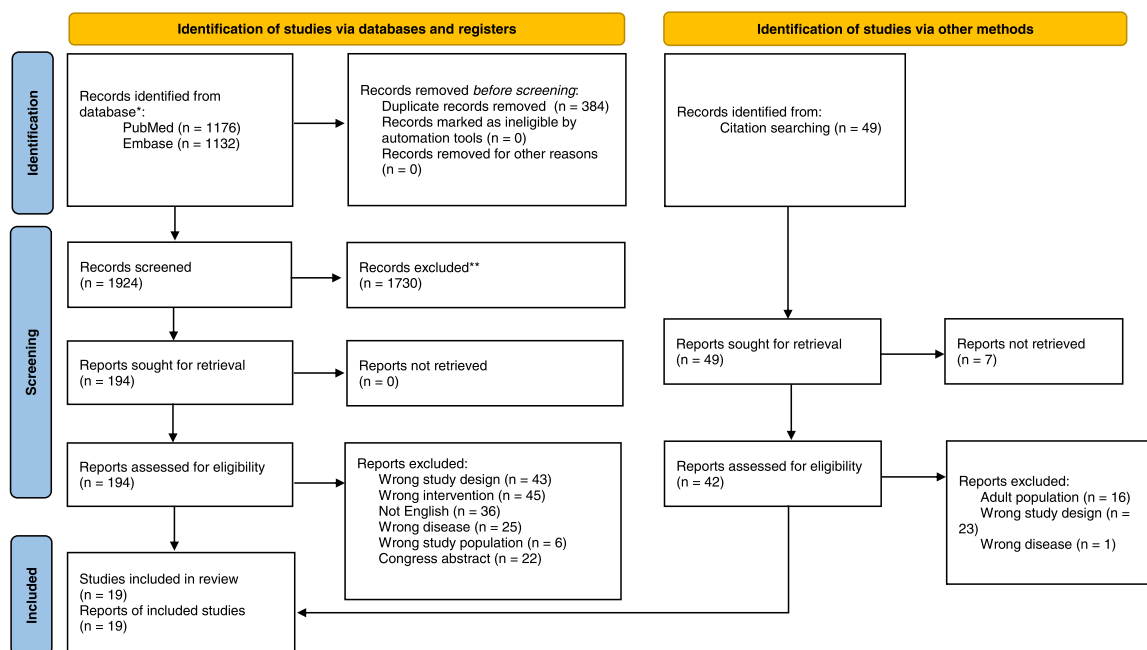 Identification of studies via databases and registers
Identification of studies via other methods
Identification
Records identified from
database*:
PubMed (n = 1176)
Embase (n = 1132)
Records removed before screening:
Duplicate records removed (n = 384)
Records marked as ineligible by
automation tools (n = 0)
Records removed for other reasons
(n = 0)
Records identified from:
Citation searching (n = 49)
Screening
Records screened
(n = 1924)
Records excluded**
(n = 1730)
Reports sought for retrieval
(n = 194)
Reports not retrieved
(n = 0)
Reports sought for retrieval
(n = 49)
Reports not retrieved
(n = 7)
Reports assessed for eligibility
(n = 194)
Reports excluded:
Wrong study design (n = 43)
Wrong intervention (n = 45)
Not English (n = 36)
Wrong disease (n = 25)
Wrong study population (n = 6)
Congress abstract (n = 22)
Reports assessed for eligibility
(n = 42)
Reports excluded:
Adult population (n = 16)
Wrong study design (n =
23)
Wrong disease (n = 1)
Included
Studies included in review
(n = 19)
Reports of included studies
(n = 19)